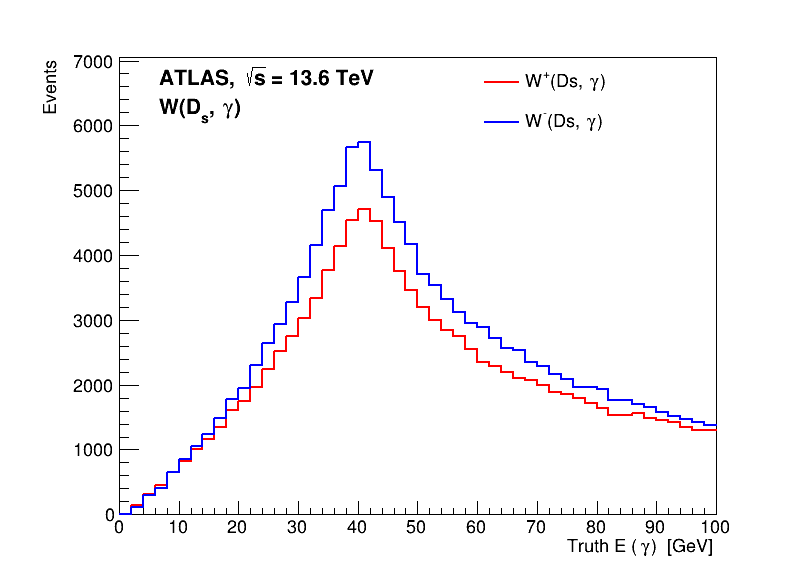 ATLAS, √s = 13.6 TeV
W(Ds, γ)
W+(Ds, γ)
W-(Ds, γ)
Events
7000
6000
5000
4000
3000
2000
1000
0
0 10 20 30 40 50 60 70 80 90 100
Truth E (γ) [GeV]